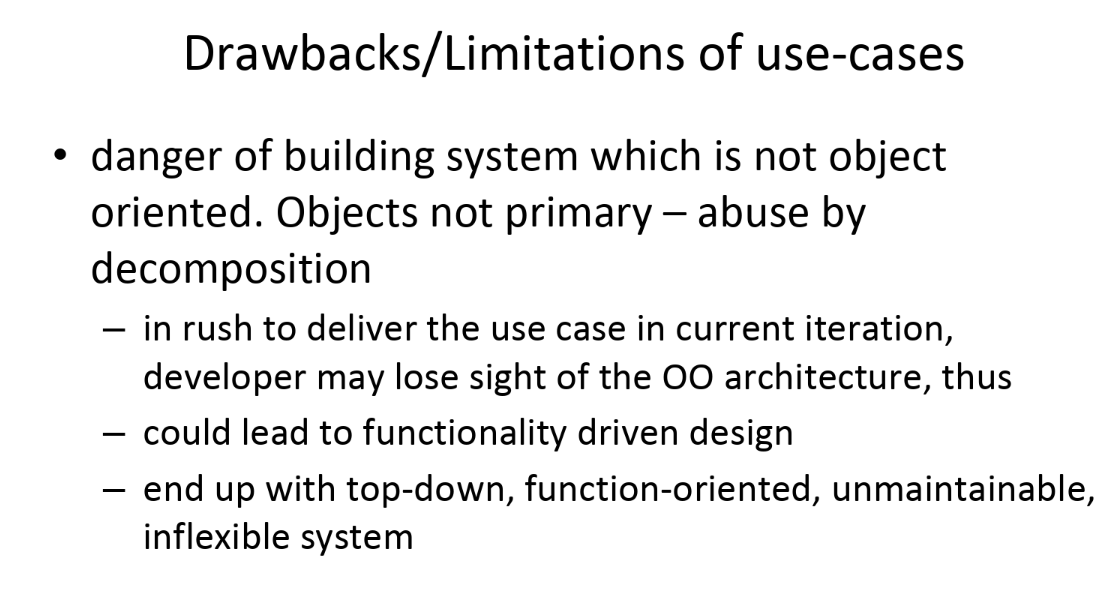 Drawbacks/Limitations of use-cases
• danger of building system which is not object
oriented. Objects not primary – abuse by
decomposition
– in rush to deliver the use case in current iteration,
developer may lose sight of the OO architecture, thus
– could lead to functionality driven design
– end up with top-down, function-oriented, unmaintainable,
inflexible system